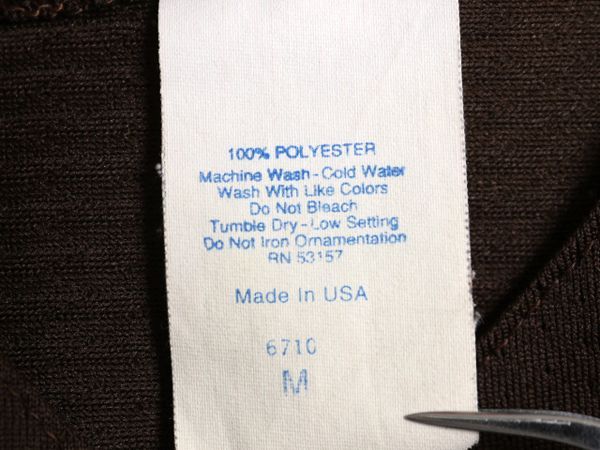 100% POLYESTER
Machine Wash - Cold Water
Wash With Like Colors
Do Not Bleach
Tumble Dry - Low Setting
Do Not Iron Ornamentation
RN 53157
Made In USA
6710
M